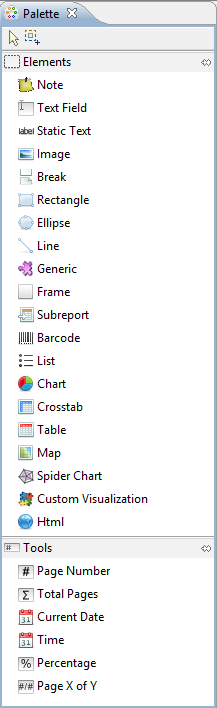 Palette
Elements
Note
Text Field
label Static Text
Image
Break
Rectangle
Ellipse
Line
Generic
Frame
Subreport
Barcode
List
Chart
Crosstab
Table
Map
Spider Chart
Custom Visualization
Html
# Tools
# Page Number
Σ Total Pages
31 Current Date
31 Time
% Percentage
#/# Page X of Y